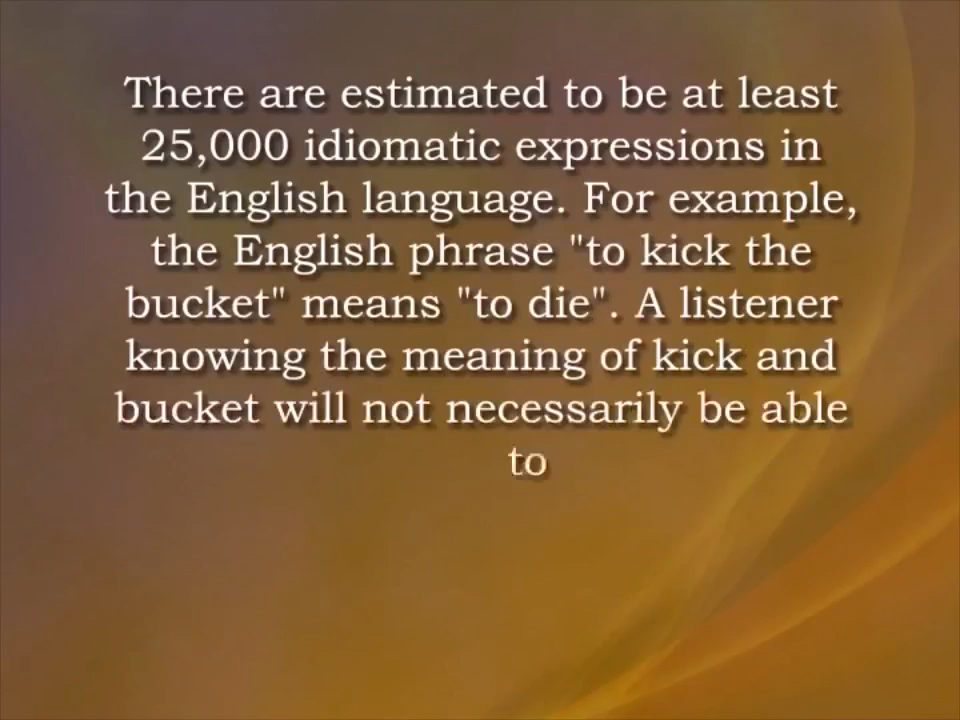 There are estimated to be at least
25,000 idiomatic expressions in
the English language. For example,
the English phrase "to kick the
bucket" means "to die". A listener
knowing the meaning of kick and
bucket will not necessarily be able
to